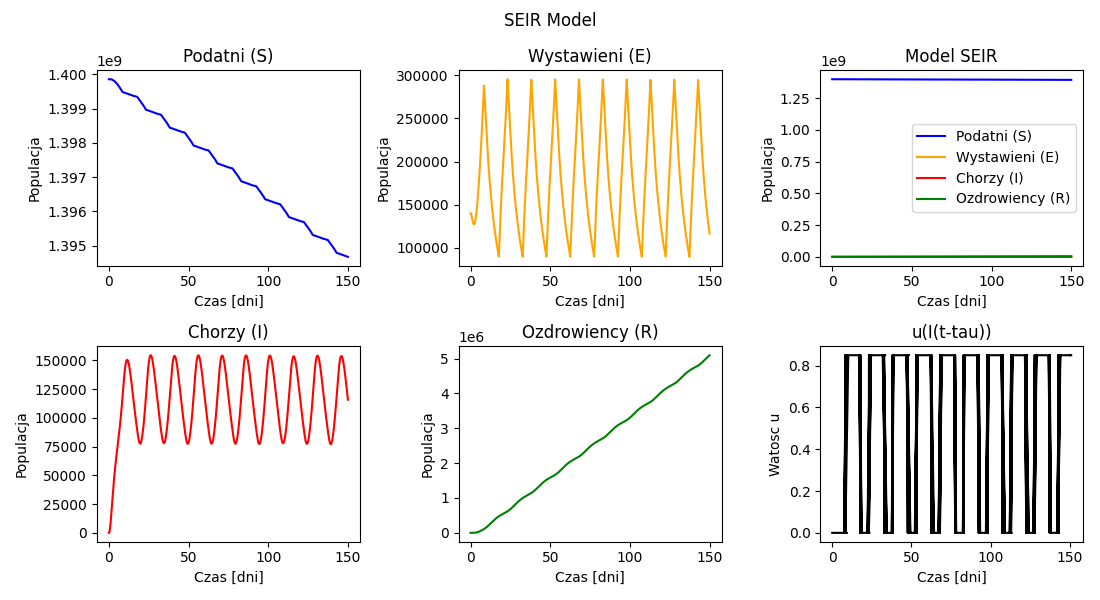 SEIR Model
Podatni (S)
1e9
1.400
1.399
1.398
1.397
1.396
1.395
Populacja
0
50
100
150
Czas [dni]
Wystawieni (E)
300000
250000
200000
150000
100000
Populacja
0
50
100
150
Czas [dni]
Model SEIR
1e9
1.25
1.00
0.75
0.50
0.25
0.00
Populacja
Podatni (S)
Wystawieni (E)
Chorzy (I)
Ozdrowiency (R)
0
50
100
150
Czas [dni]
Chorzy (I)
150000
125000
100000
75000
50000
25000
0
Populacja
0
50
100
150
Czas [dni]
Ozdrowiency (R)
1e6
5
4
3
2
1
0
Populacja
0
50
100
150
Czas [dni]
u(I(t-tau))
0.8
0.6
0.4
0.2
0.0
Watosc u
0
50
100
150
Czas [dni]